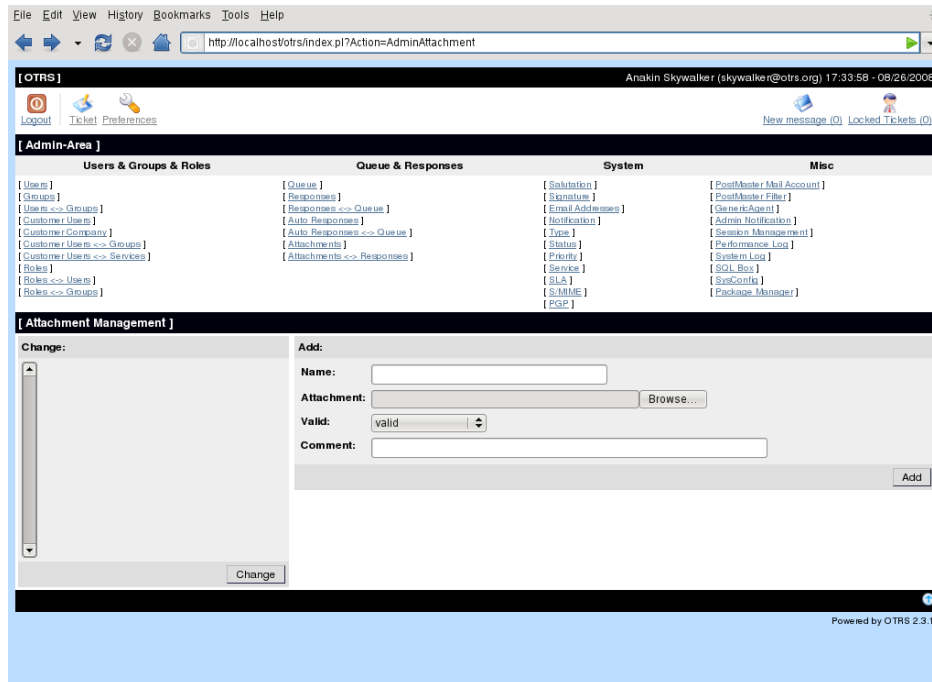 File Edit View History Bookmarks Tools Help
http://localhost/otrs/index.pl?Action=AdminAttachment
[ OTRS ] Anakin Skywalker (skywalker@otrs.org) 17:33:58 - 08/26/2008
Logout Ticket Preferences New message (0) Locked Tickets (0)
[ Admin-Area ]
Users & Groups & Roles Queue & Responses System Misc
[ Users ] [ Queue ] [ Salutation ] [ PostMaster Mail Account ]
[ Groups ] [ Responses ] [ Signature ] [ PostMaster Filter ]
[ Users <-> Groups ] [ Responses <-> Queue ] [ Email Addresses ] [ GenericAgent ]
[ Customer Users ] [ Auto Responses ] [ Notification ] [ Admin Notification ]
[ Customer Company ] [ Auto Responses <-> Queue ] [ Type ] [ Session Management ]
[ Customer Users <-> Groups ] [ Attachments ] [ Status ] [ Performance Log ]
[ Customer Users <-> Services ] [ Attachments <-> Responses ] [ Priority ] [ System Log ]
[ Roles ] [ Service ] [ SQL Box ]
[ Roles <-> Users ] [ SLA ] [ SysConfig ]
[ Roles <-> Groups ] [ S/MIME ] [ Package Manager ]
[ PGP ]
[ Attachment Management ]
Change: Add:
Name:
Attachment: Browse...
Valid: valid
Comment:
Add
Change
Powered by OTRS 2.3.1